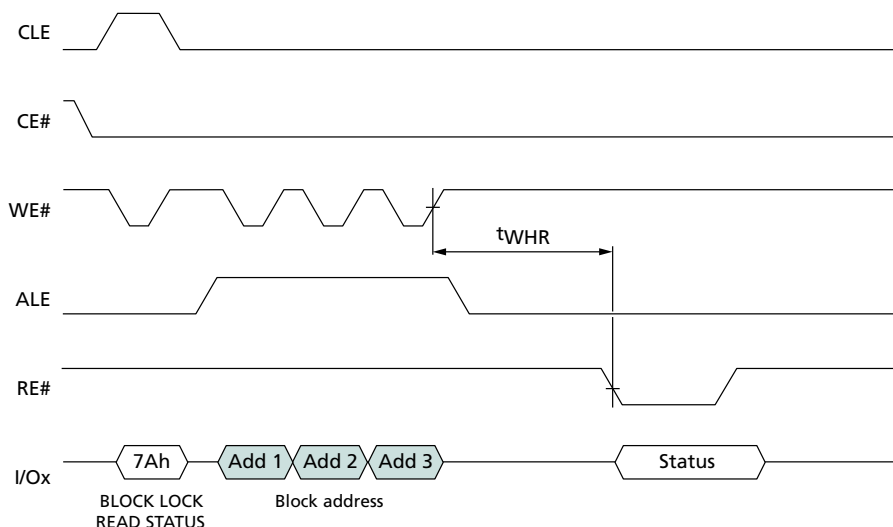 CLE
CE#
WE#
tWHR
ALE
RE#
I/Ox
7Ah
Add 1
Add 2
Add 3
Status
BLOCK LOCK
READ STATUS
Block address